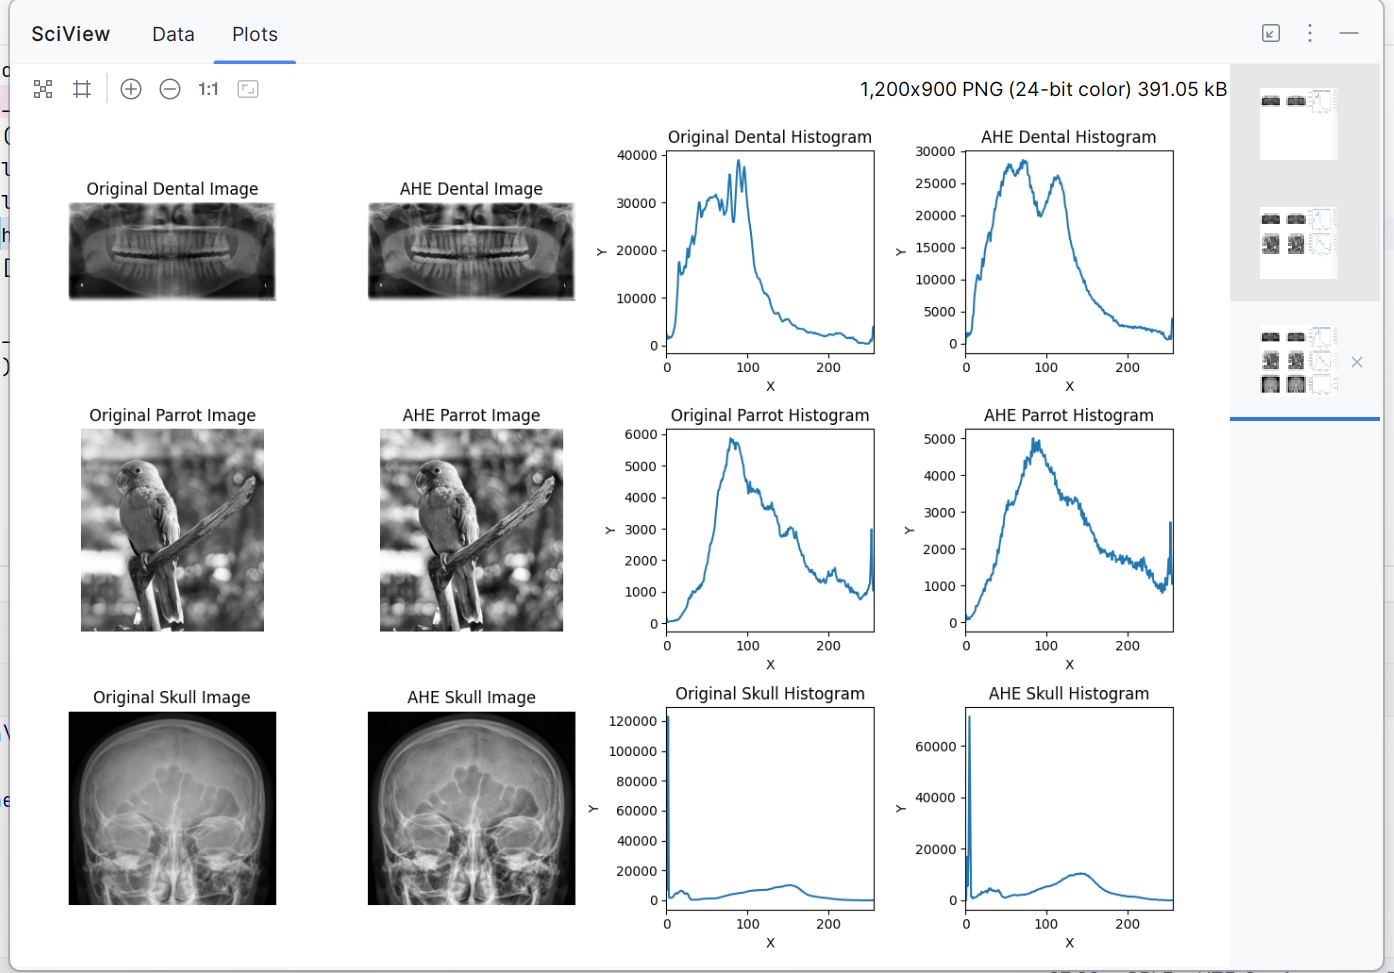 SciView Data Plots
1:1
1,200x900 PNG (24-bit color) 391.05 kB
Original Dental Image
AHE Dental Image
Original Dental Histogram
40000
30000
20000
10000
0
Y
0 100 200
X
AHE Dental Histogram
30000
25000
20000
15000
10000
5000
0
Y
0 100 200
X
Original Parrot Image
AHE Parrot Image
Original Parrot Histogram
6000
5000
4000
3000
2000
1000
0
Y
0 100 200
X
AHE Parrot Histogram
5000
4000
3000
2000
1000
0
Y
0 100 200
X
Original Skull Image
AHE Skull Image
Original Skull Histogram
120000
100000
80000
60000
40000
20000
0
Y
0 100 200
X
AHE Skull Histogram
60000
40000
20000
0
Y
0 100 200
X